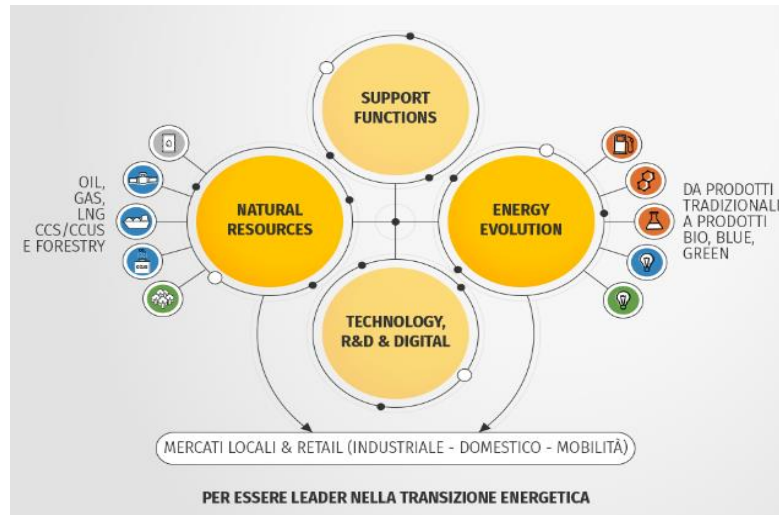 SUPPORT
FUNCTIONS
OIL,
GAS,
LNG
CCS/CCUS
E FORESTRY
NATURAL
RESOURCES
ENERGY
EVOLUTION
DA PRODOTTI
TRADIZIONALI
A PRODOTTI
BIO, BLUE,
GREEN
TECHNOLOGY,
R&D & DIGITAL
MERCATI LOCALI & RETAIL (INDUSTRIALE - DOMESTICO - MOBILITÀ)
PER ESSERE LEADER NELLA TRANSIZIONE ENERGETICA